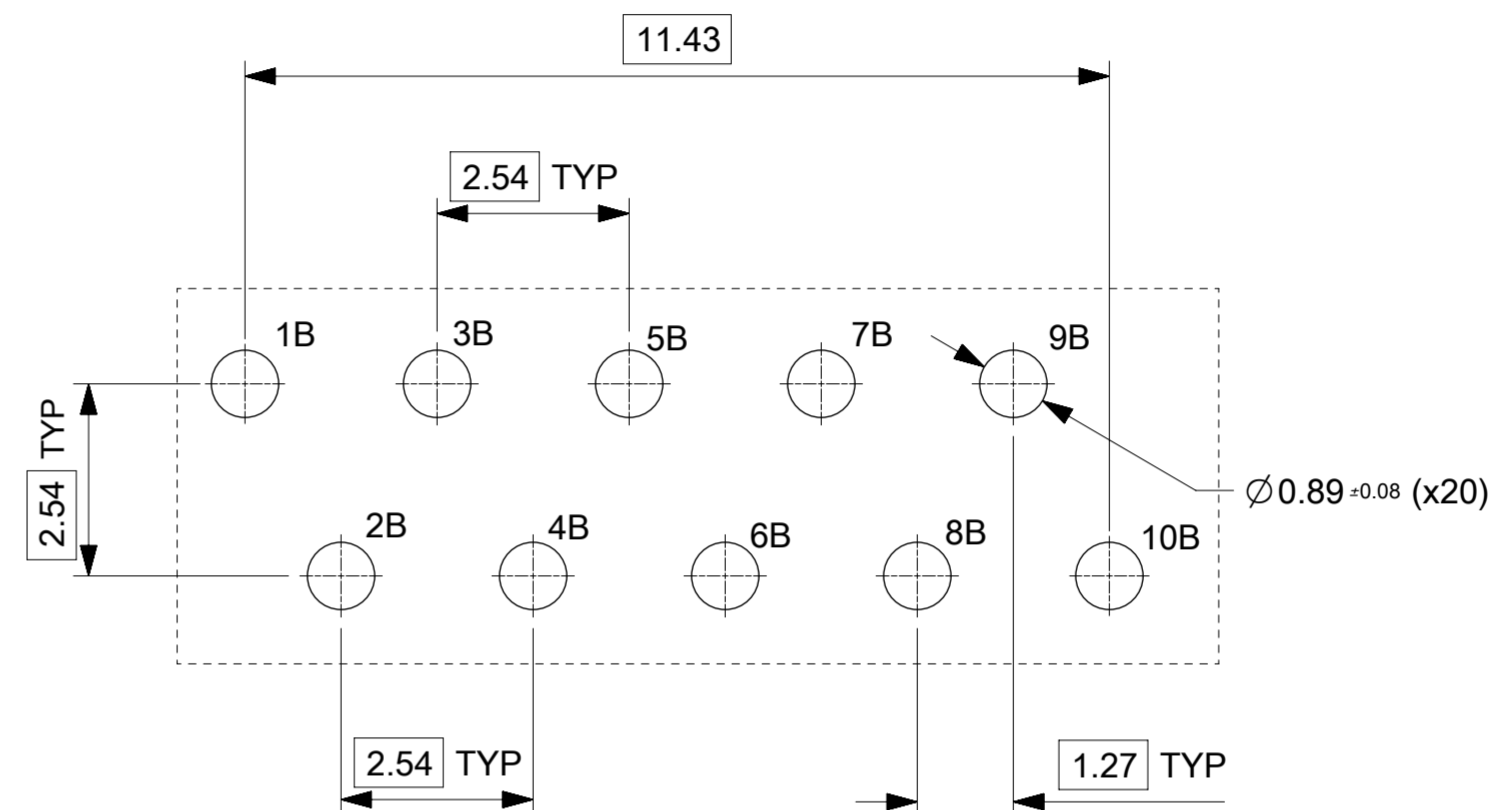 11.43
2.54 TYP
1B
3B
5B
7B
9B
2.54 TYP
Ø0.89 ±0.08 (x20)
2B
4B
6B
8B
10B
2.54 TYP
1.27 TYP